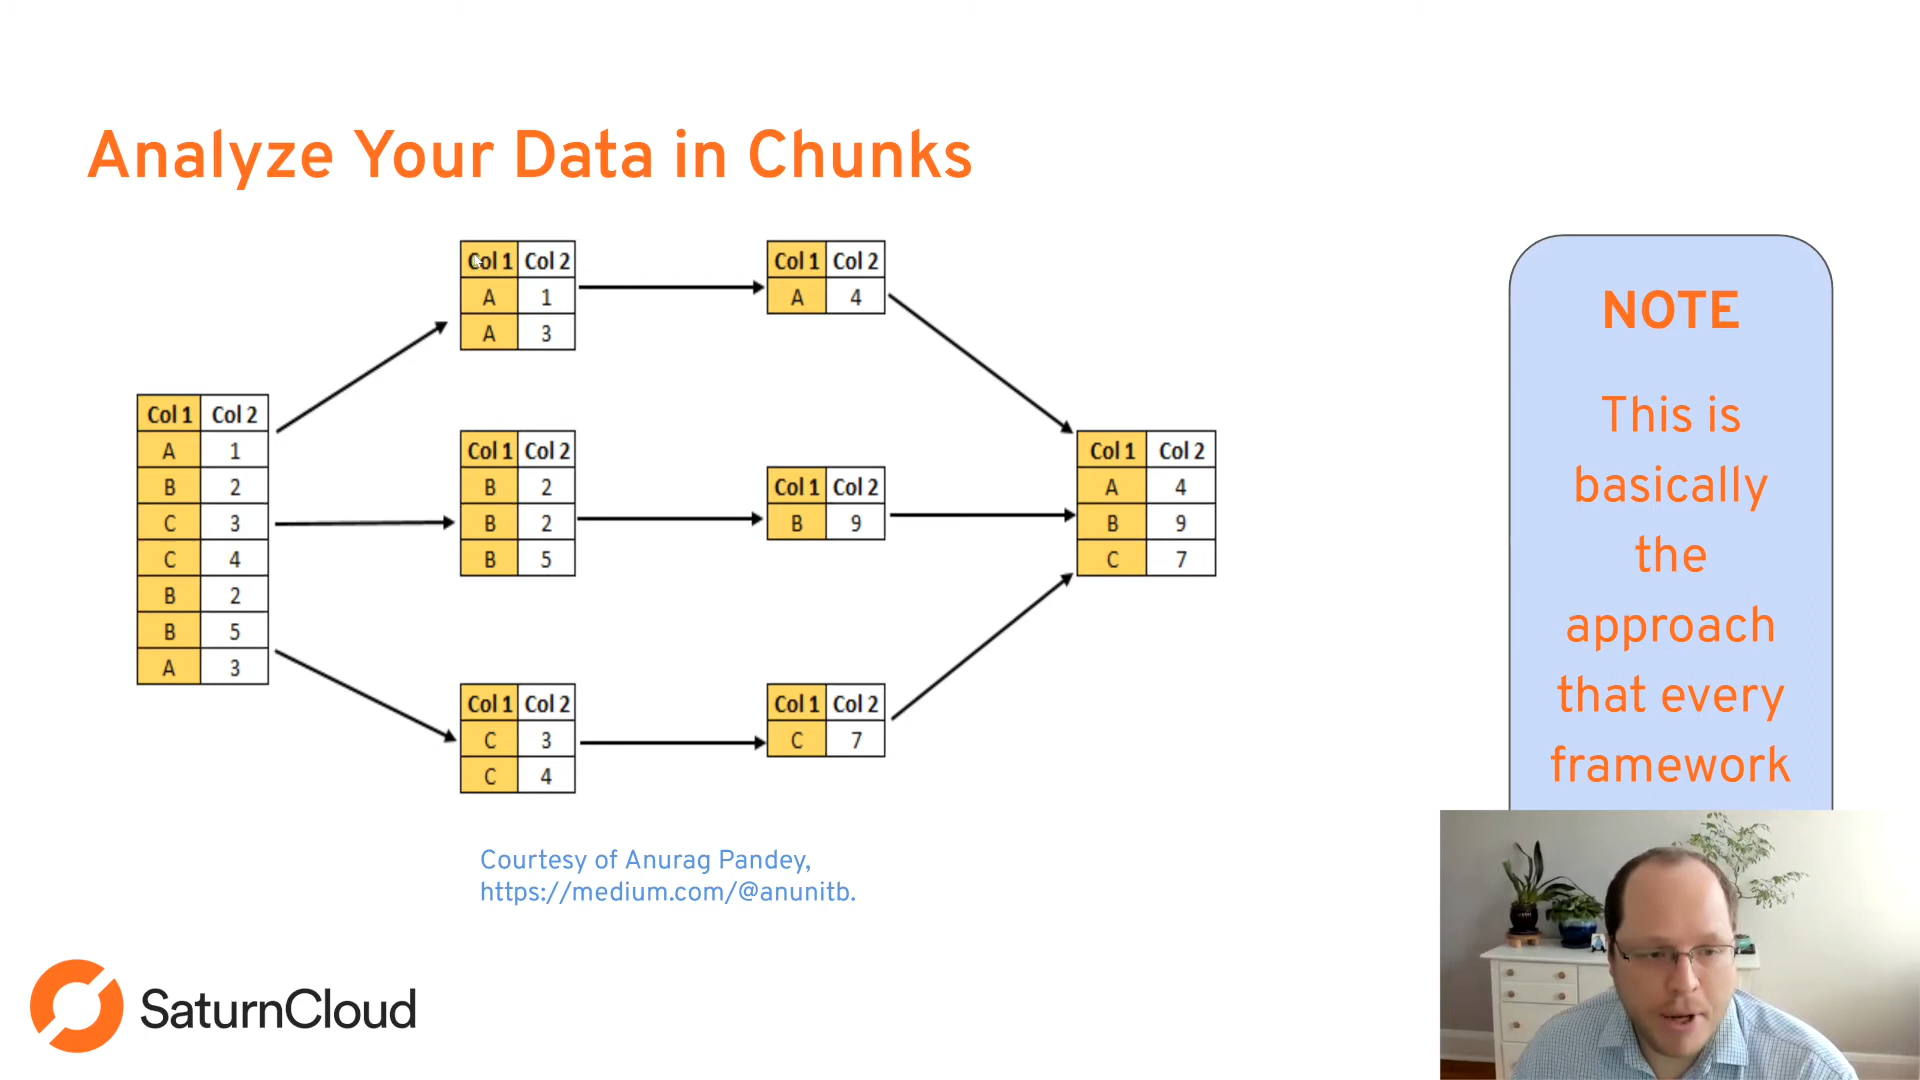 Analyze Your Data in Chunks
Col 1 Col 2
A 1
B 2
C 3
C 4
B 2
B 5
A 3
Col 1 Col 2
A 1
A 3
Col 1 Col 2
B 2
B 2
B 5
Col 1 Col 2
C 3
C 4
Col 1 Col 2
A 4
Col 1 Col 2
B 9
Col 1 Col 2
C 7
Col 1 Col 2
A 4
B 9
C 7
Courtesy of Anurag Pandey,
https://medium.com/@anunitb.
NOTE
This is
basically
the
approach
that every
framework
SaturnCloud